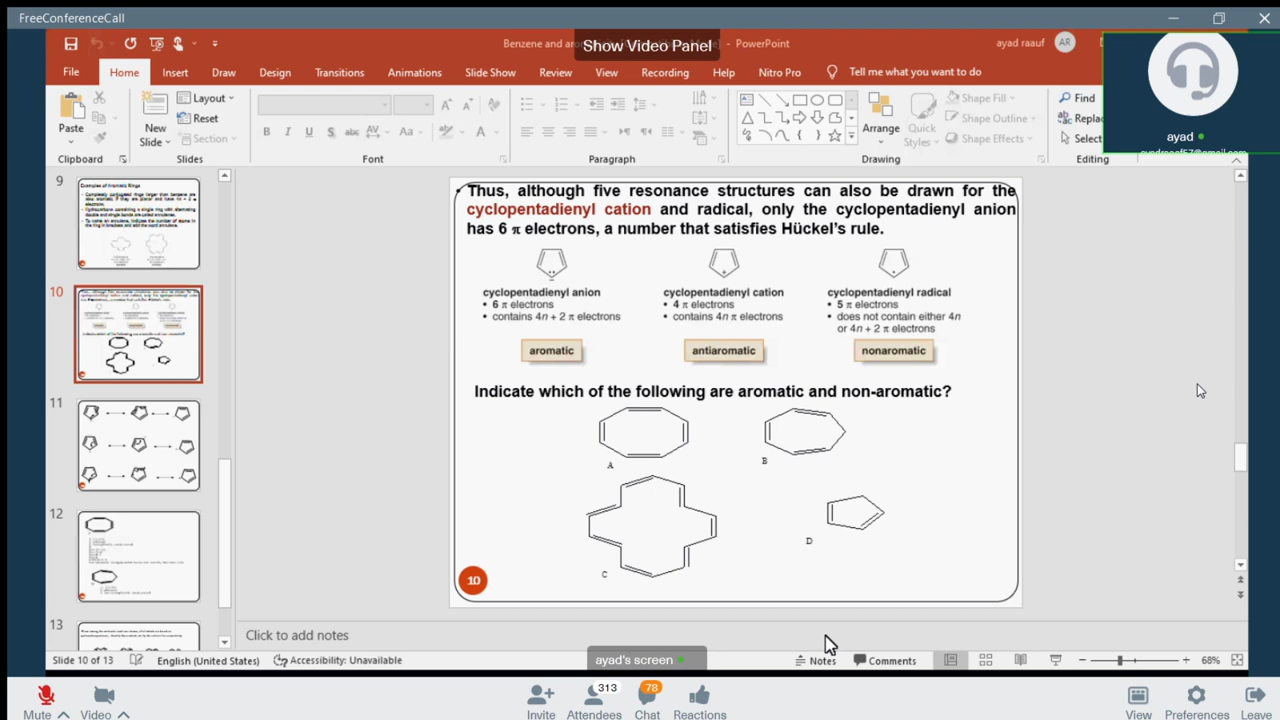 FreeConferenceCall
Show Video Panel
PowerPoint
ayad raauf
AR
File
Home
Insert
Draw
Design
Transitions
Animations
Slide Show
Review
View
Recording
Help
Nitro Pro
Tell me what you want to do
ayad
Paste
New
Slide
Layout
Reset
Section
Arrange
Quick
Styles
Shape Fill
Shape Outline
Shape Effects
Find
Clipboard
Slides
Font
Paragraph
Drawing
Editing
9
Examples of Aromatic Rings
10
11
12
13
Thus, although five resonance structures can also be drawn for the
cyclopentadienyl cation and radical, only the cyclopentadienyl anion
has 6 π electrons, a number that satisfies Hückel's rule.
cyclopentadienyl anion
• 6 π electrons
• contains 4n + 2 π electrons
aromatic
cyclopentadienyl cation
• 4 π electrons
• contains 4n π electrons
antiaromatic
cyclopentadienyl radical
• 5 π electrons
• does not contain either 4n
or 4n + 2 π electrons
nonaromatic
Indicate which of the following are aromatic and non-aromatic?
A
B
C
D
10
Click to add notes
Slide 10 of 13
English (United States)
Accessibility: Unavailable
ayad's screen
Notes
Comments
68%
Mute
Video
Invite
313
Attendees
78
Chat
Reactions
View
Preferences
Leave